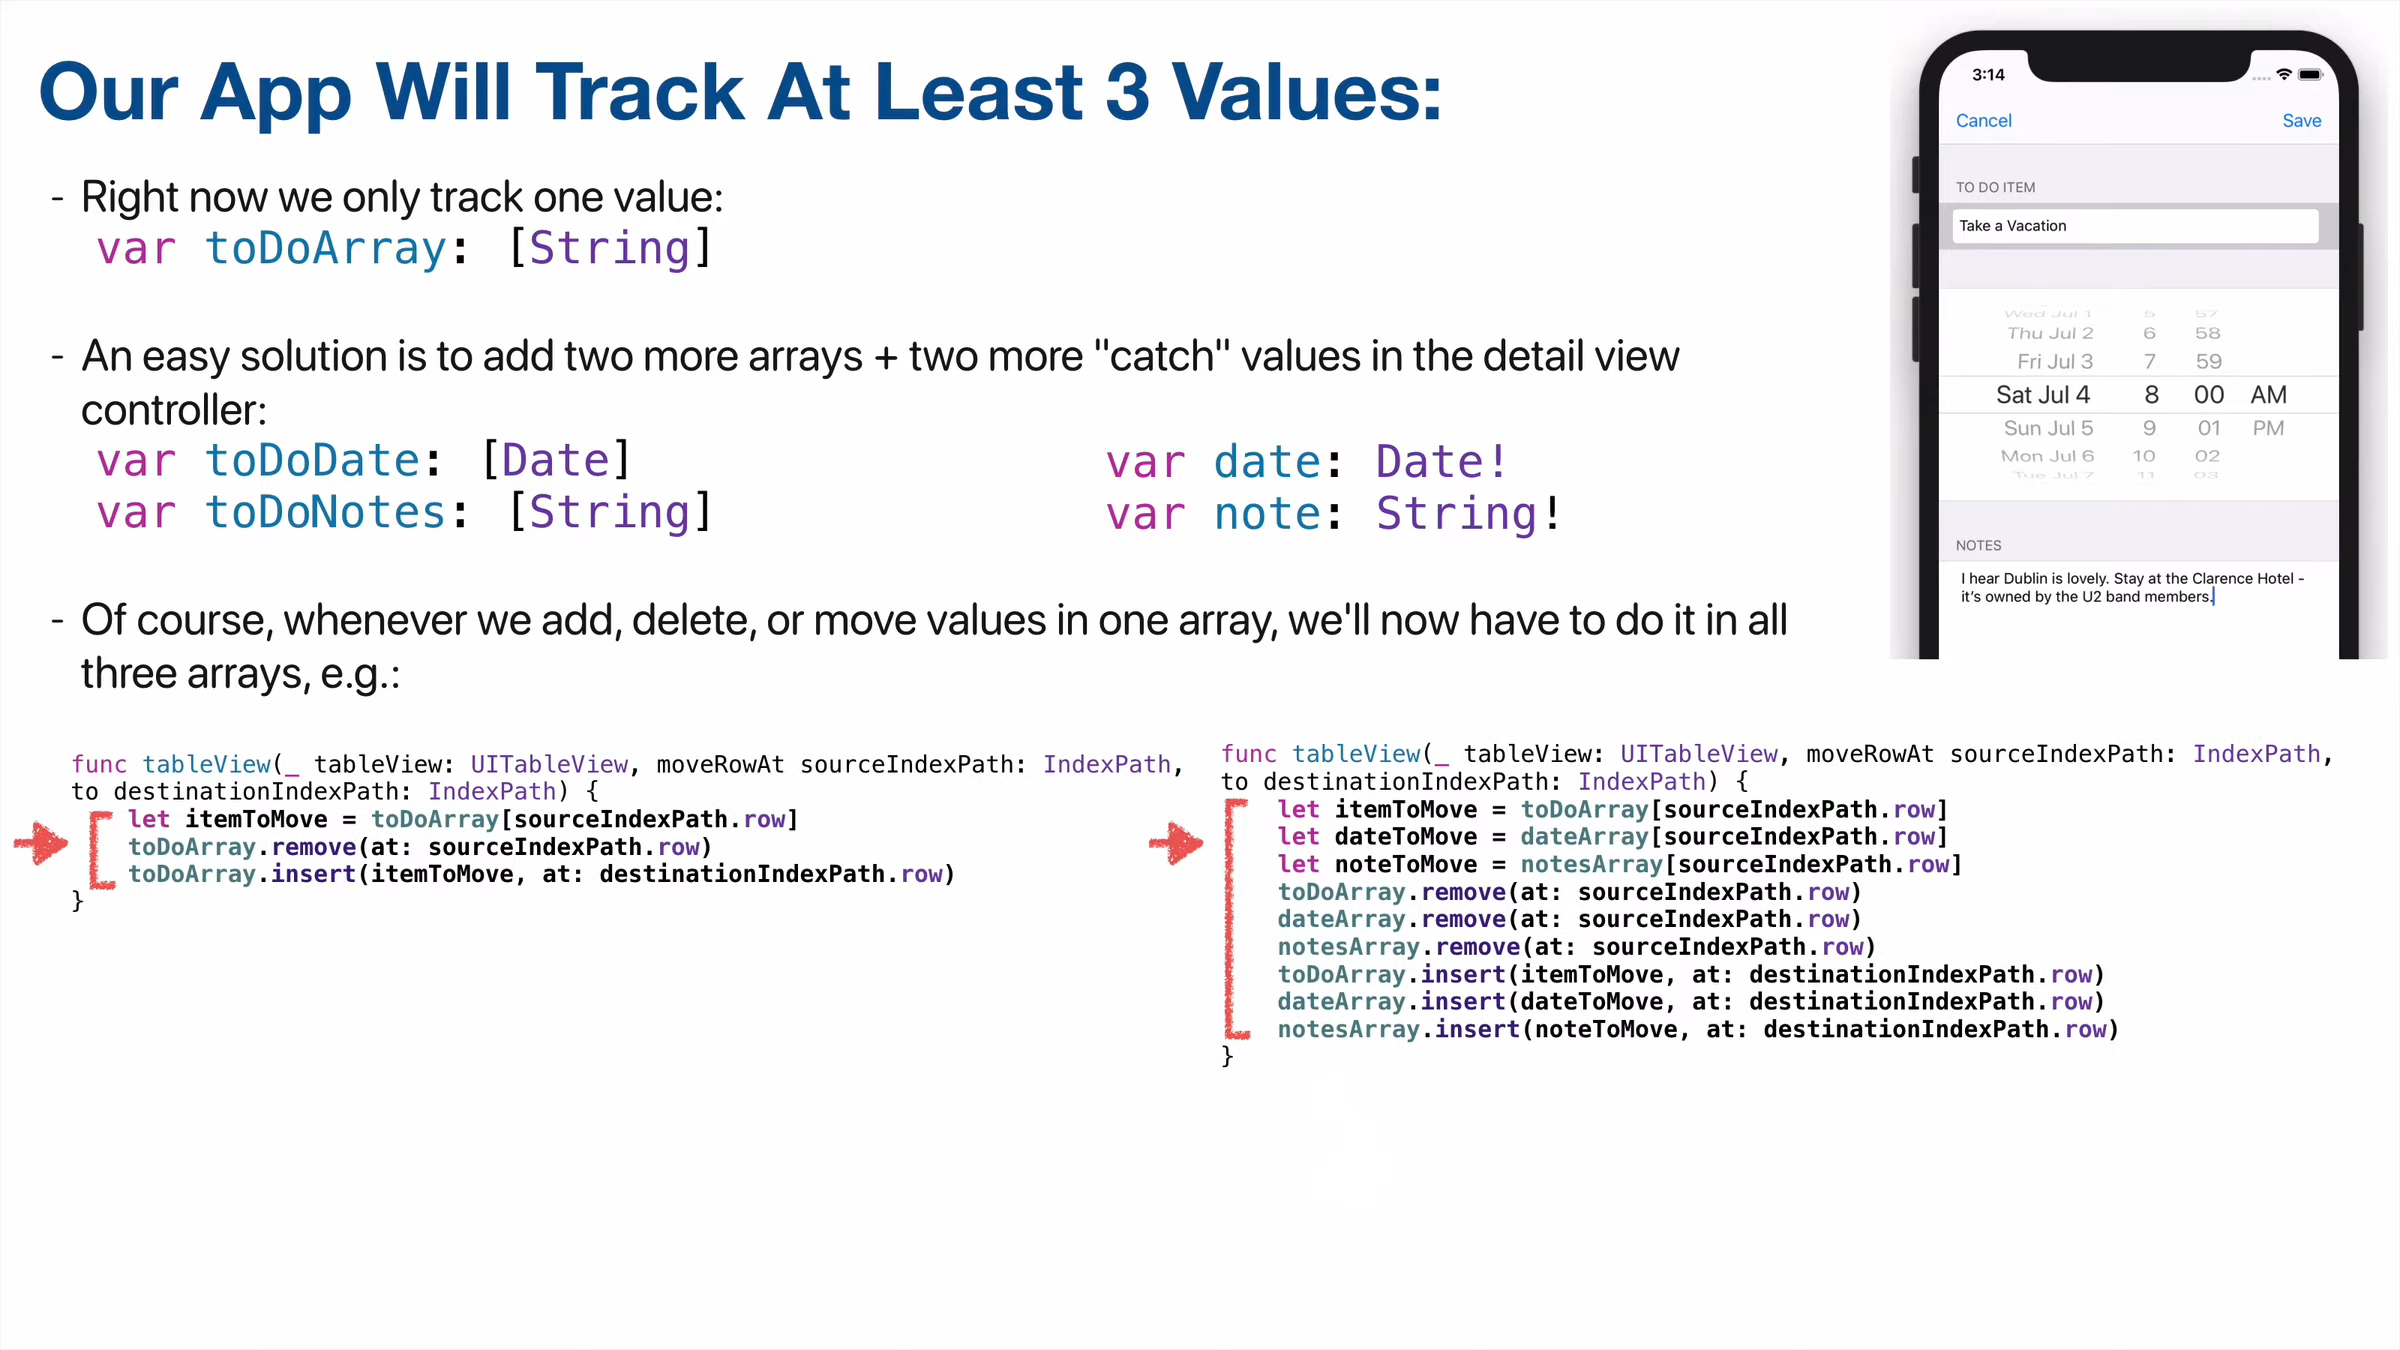 Our App Will Track At Least 3 Values:
- Right now we only track one value:
var toDoArray: [String]
- An easy solution is to add two more arrays + two more "catch" values in the detail view
controller:
var toDoDate: [Date]
var toDoNotes: [String]
var date: Date!
var note: String!
- Of course, whenever we add, delete, or move values in one array, we'll now have to do it in all
three arrays, e.g.:
func tableView(_ tableView: UITableView, moveRowAt sourceIndexPath: IndexPath,
to destinationIndexPath: IndexPath) {
let itemToMove = toDoArray[sourceIndexPath.row]
toDoArray.remove(at: sourceIndexPath.row)
toDoArray.insert(itemToMove, at: destinationIndexPath.row)
}
func tableView(_ tableView: UITableView, moveRowAt sourceIndexPath: IndexPath,
to destinationIndexPath: IndexPath) {
let itemToMove = toDoArray[sourceIndexPath.row]
let dateToMove = dateArray[sourceIndexPath.row]
let noteToMove = notesArray[sourceIndexPath.row]
toDoArray.remove(at: sourceIndexPath.row)
dateArray.remove(at: sourceIndexPath.row)
notesArray.remove(at: sourceIndexPath.row)
toDoArray.insert(itemToMove, at: destinationIndexPath.row)
dateArray.insert(dateToMove, at: destinationIndexPath.row)
notesArray.insert(noteToMove, at: destinationIndexPath.row)
}
3:14
Cancel Save
TO DO ITEM
Take a Vacation
Wed Jul 1 5 57
Thu Jul 2 6 58
Fri Jul 3 7 59
Sat Jul 4 8 00 AM
Sun Jul 5 9 01 PM
Mon Jul 6 10 02
Tue Jul 7 11 03
NOTES
I hear Dublin is lovely. Stay at the Clarence Hotel -
it's owned by the U2 band members.